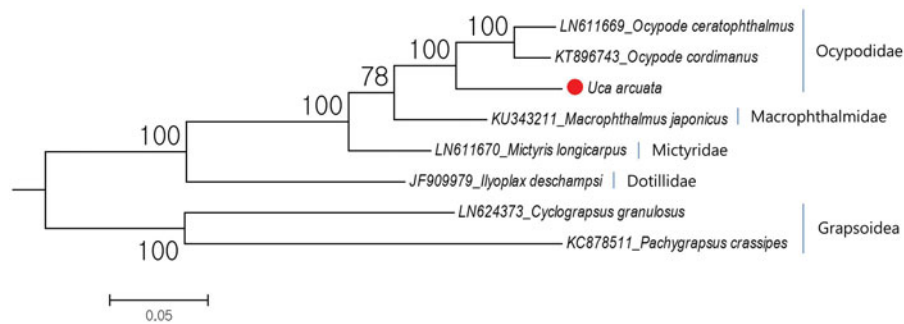 100
LN611669_Ocypode ceratophthalmus
Ocypodidae
100
KT896743_Ocypode cordimanus
78
Uca arcuata
100
KU343211_Macrophthalmus japonicus
Macrophthalmidae
100
LN611670_Mictyris longicarpus
Mictyridae
JF909979_Ilyoplax deschampsi
Dotillidae
LN624373_Cyclograpsus granulosus
Grapsoidea
100
KC878511_Pachygrapsus crassipes
0.05